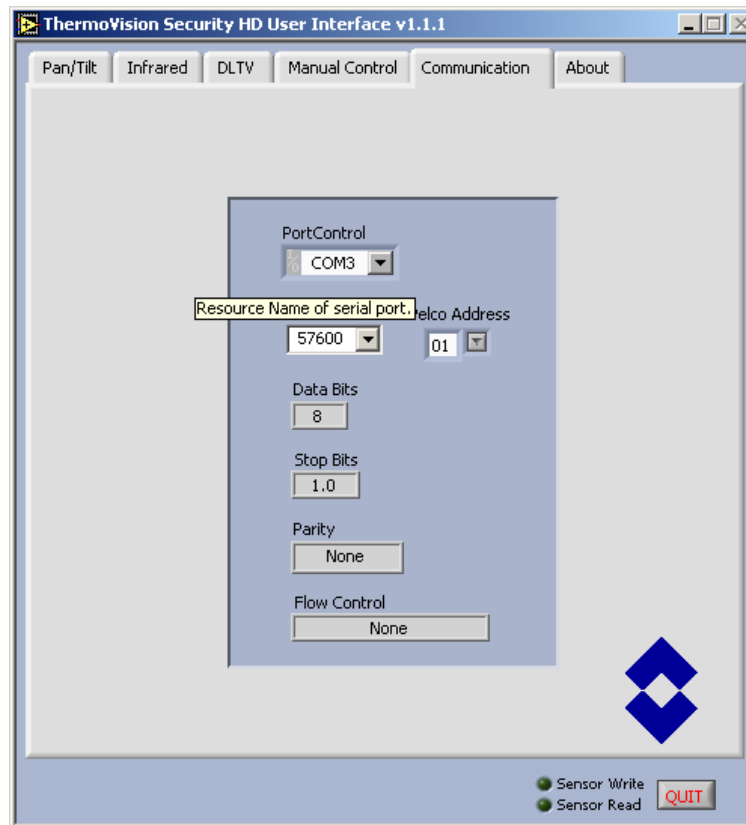 ThermoVision Security HD User Interface v1.1.1
Pan/Tilt Infrared DLTV Manual Control Communication About
PortControl
COM3
Resource Name of serial port.
elco Address
57600
01
Data Bits
8
Stop Bits
1.0
Parity
None
Flow Control
None
Sensor Write
Sensor Read
QUIT